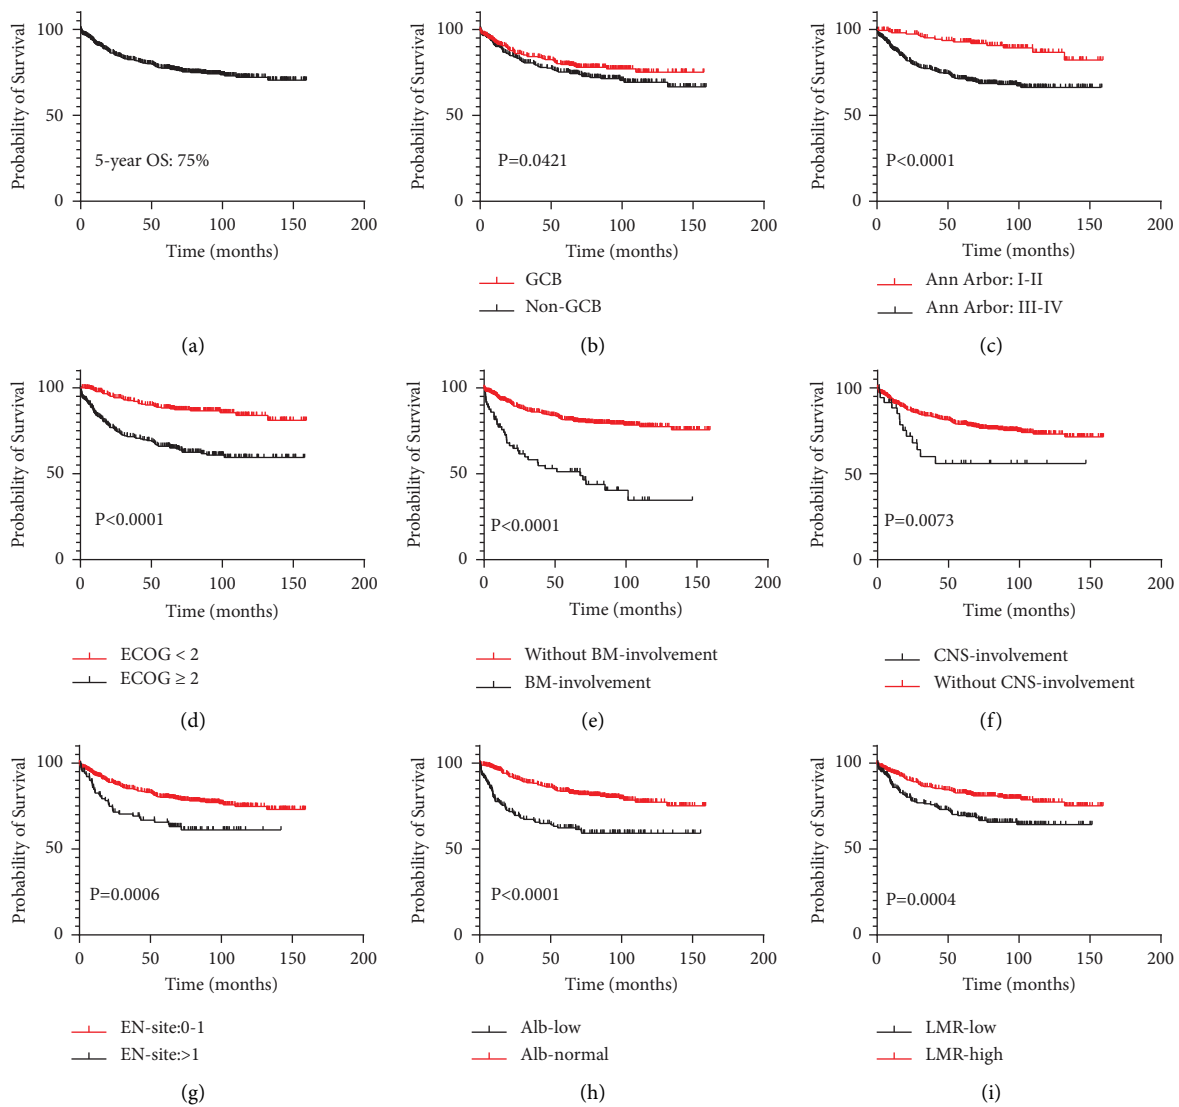 Probability of Survival
100
50
0
5-year OS: 75%
0 50 100 150 200
Time (months)
(a)
Probability of Survival
100
50
0
P=0.0421
0 50 100 150 200
Time (months)
GCB
Non-GCB
(b)
Probability of Survival
100
50
0
P<0.0001
0 50 100 150 200
Time (months)
Ann Arbor: I-II
Ann Arbor: III-IV
(c)
Probability of Survival
100
50
0
P<0.0001
0 50 100 150 200
Time (months)
ECOG < 2
ECOG ≥ 2
(d)
Probability of Survival
100
50
0
P<0.0001
0 50 100 150 200
Time (months)
Without BM-involvement
BM-involvement
(e)
Probability of Survival
100
50
0
P=0.0073
0 50 100 150 200
Time (months)
CNS-involvement
Without CNS-involvement
(f)
Probability of Survival
100
50
0
P=0.0006
0 50 100 150 200
Time (months)
EN-site:0-1
EN-site:>1
(g)
Probability of Survival
100
50
0
P<0.0001
0 50 100 150 200
Time (months)
Alb-low
Alb-normal
(h)
Probability of Survival
100
50
0
P=0.0004
0 50 100 150 200
Time (months)
LMR-low
LMR-high
(i)